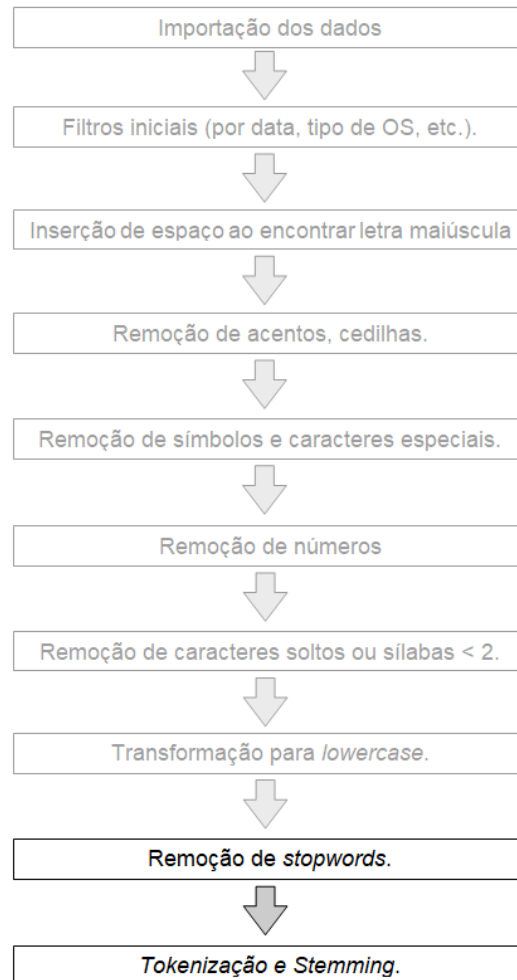 Importação dos dados
Filtros iniciais (por data, tipo de OS, etc.).
Inserção de espaço ao encontrar letra maiúscula
Remoção de acentos, cedilhas.
Remoção de símbolos e caracteres especiais.
Remoção de números
Remoção de caracteres soltos ou sílabas < 2.
Transformação para lowercase.
Remoção de stopwords.
Tokenização e Stemming.